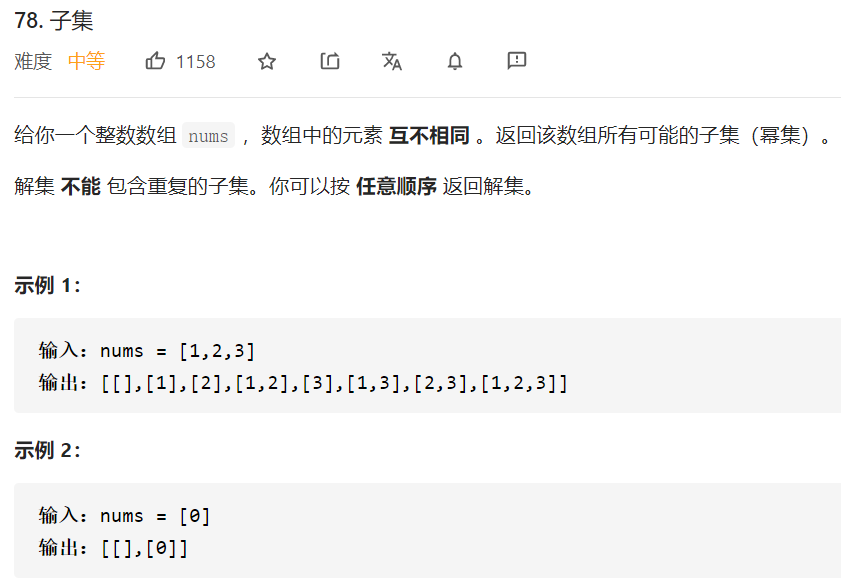 78. 子集
难度 中等 1158
给你一个整数数组 nums ，数组中的元素 互不相同 。返回该数组所有可能的子集（幂集）。
解集 不能 包含重复的子集。你可以按 任意顺序 返回解集。
示例 1：
输入：nums = [1,2,3]
输出：[[],[1],[2],[1,2],[3],[1,3],[2,3],[1,2,3]]
示例 2：
输入：nums = [0]
输出：[[],[0]]